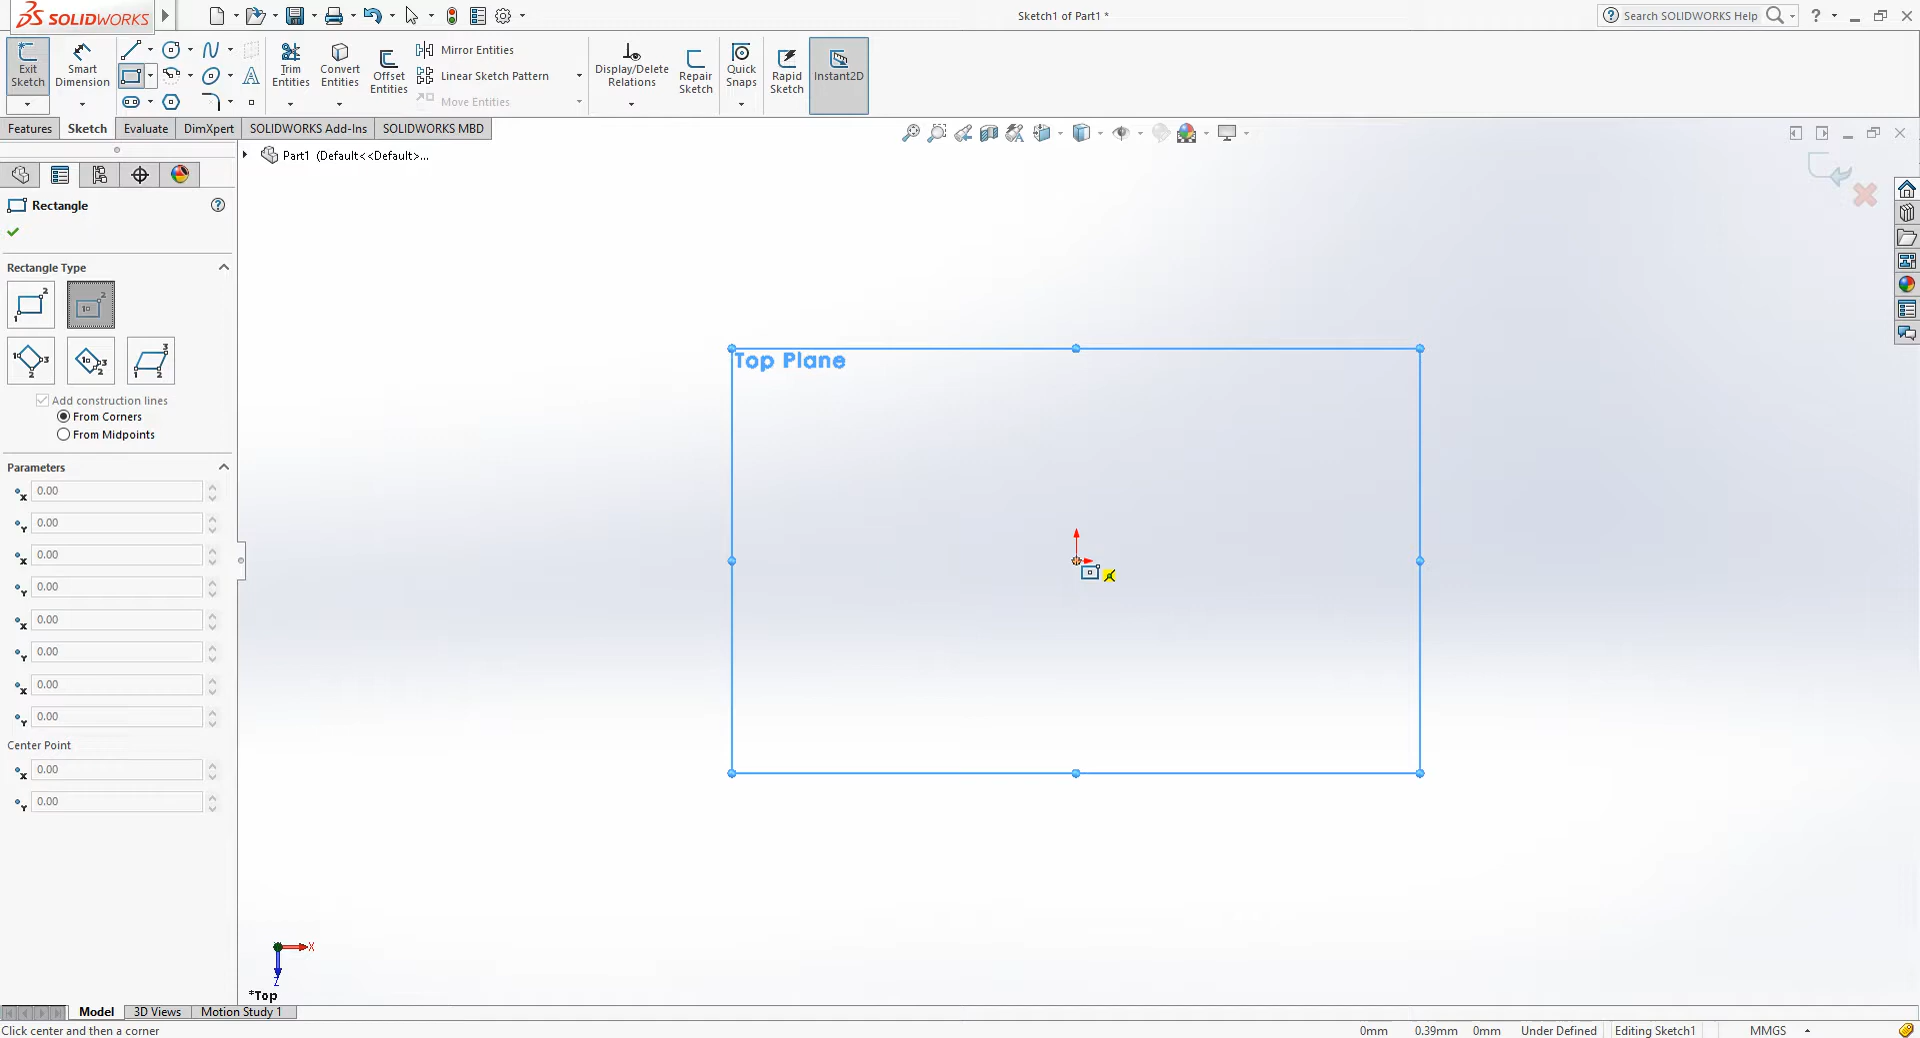 SOLIDWORKS
Sketch1 of Part1 *
Search SOLIDWORKS Help
?
Exit Sketch
Smart Dimension
Trim Entities
Convert Entities
Offset Entities
Mirror Entities
Linear Sketch Pattern
Move Entities
Display/Delete Relations
Repair Sketch
Quick Snaps
Rapid Sketch
Instant2D
Features
Sketch
Evaluate
DimXpert
SOLIDWORKS Add-Ins
SOLIDWORKS MBD
Part1 (Default<<Default>...
Rectangle
?
Rectangle Type
Add construction lines
From Corners
From Midpoints
Parameters
0.00
0.00
0.00
0.00
0.00
0.00
0.00
0.00
Center Point
0.00
0.00
Top Plane
X
Z
*Top
Model
3D Views
Motion Study 1
Click center and then a corner
0mm
0.39mm
0mm
Under Defined
Editing Sketch1
MMGS